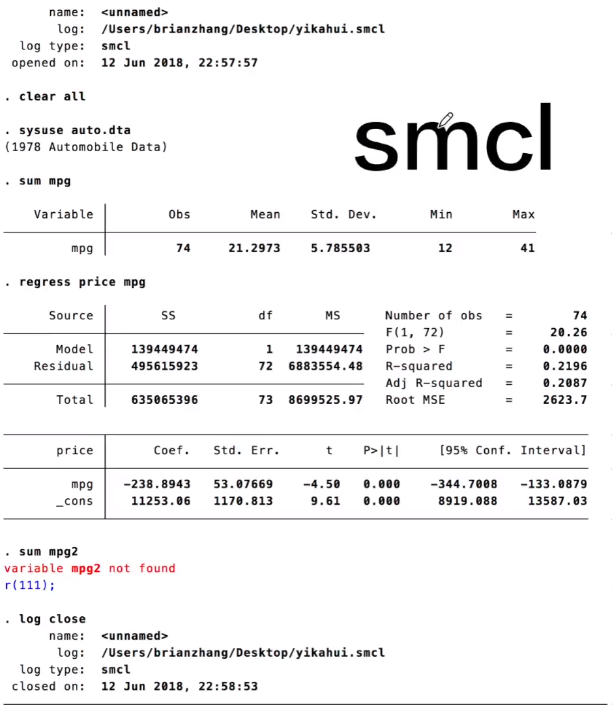 name: <unnamed>
log: /Users/brianzhang/Desktop/yikahui.smcl
log type: smcl
opened on: 12 Jun 2018, 22:57:57
. clear all
smcl
. sysuse auto.dta
(1978 Automobile Data)
. sum mpg
Variable Obs Mean Std. Dev. Min Max
mpg 74 21.2973 5.785503 12 41
. regress price mpg
Source SS df MS Number of obs = 74
F(1, 72) = 20.26
Model 139449474 1 139449474 Prob > F = 0.0000
Residual 495615923 72 6883554.48 R-squared = 0.2196
Adj R-squared = 0.2087
Total 635065396 73 8699525.97 Root MSE = 2623.7
price Coef. Std. Err. t P>|t| [95% Conf. Interval]
mpg -238.8943 53.07669 -4.50 0.000 -344.7008 -133.0879
_cons 11253.06 1170.813 9.61 0.000 8919.088 13587.03
. sum mpg2
variable mpg2 not found
r(111);
. log close
name: <unnamed>
log: /Users/brianzhang/Desktop/yikahui.smcl
log type: smcl
closed on: 12 Jun 2018, 22:58:53